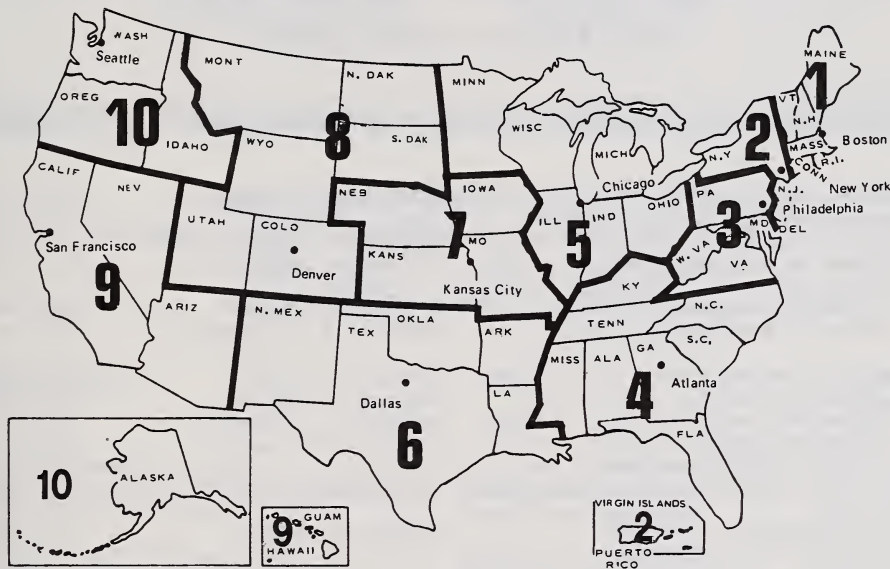 WASH
Seattle
OREG
10
IDAHO
MONT
N. DAK
8
S. DAK
WYO
MINN
WISC
MICH
Chicago
MAINE
1
VT
N.H
MASS
Boston
R.I.
CONN
2
N.Y
New York
N.J.
Philadelphia
PA
3
MD
DEL
W. VA
VA
CALIF
NEV
San Francisco
9
UTAH
COLO
Denver
ARIZ
NEB
IOWA
7
KANS
MO
Kansas City
ILL
5
IND
OHIO
KY
N. MEX
TEX
OKLA
ARK
LA
Dallas
6
TENN
N.C.
S.C.
MISS
ALA
GA
4
Atlanta
FLA
10
ALASKA
9
GUAM
HAWAII
VIRGIN ISLANDS
2
PUERTO
RICO